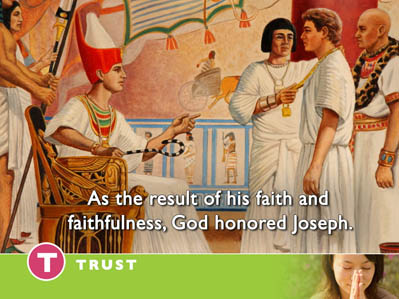 As the result of his faith and
faithfulness, God honored Joseph.
T TRUST